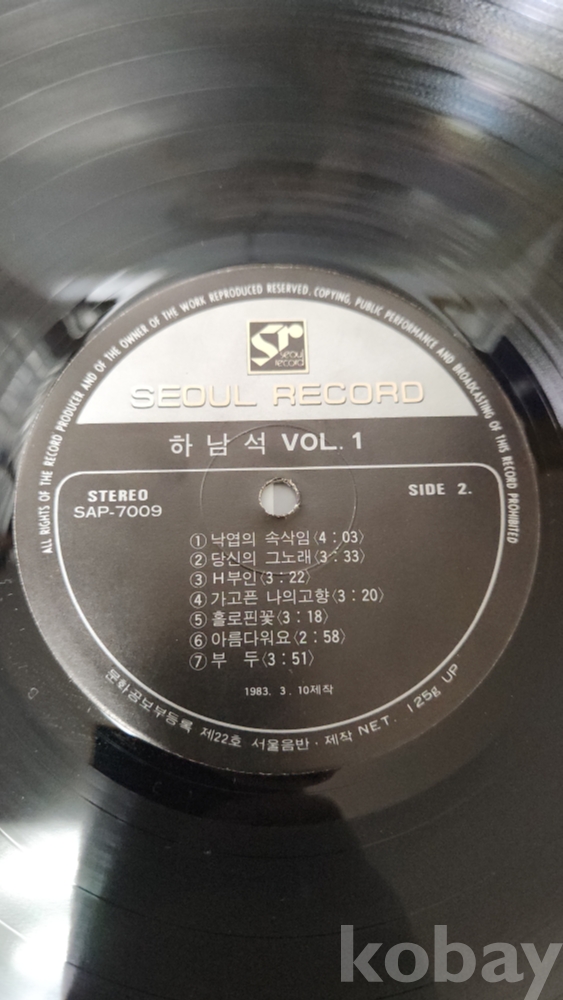 ALL RIGHTS OF THE RECORD PRODUCER AND OF THE OWNER OF THE WORK REPRODUCED RESERVED. COPYING, PUBLIC PERFORMANCE AND BROADCASTING OF THIS RECORD PROHIBITED
Sr
seoul
record
SEOUL RECORD
하남석 VOL. 1
STEREO
SIDE 2.
SAP-7009
① 낙엽의 속삭임〈4:03〉
② 당신의 그노래〈3:33〉
③ H부인〈3:22〉
④ 가고픈 나의고향〈3:20〉
⑤ 홀로핀꽃〈3:18〉
⑥ 아름다워요〈2:58〉
⑦ 부 두〈3:51〉
1983. 3. 10제작
문화공보부등록 제22호 서울음반·제작 NET. 125g UP
kobay